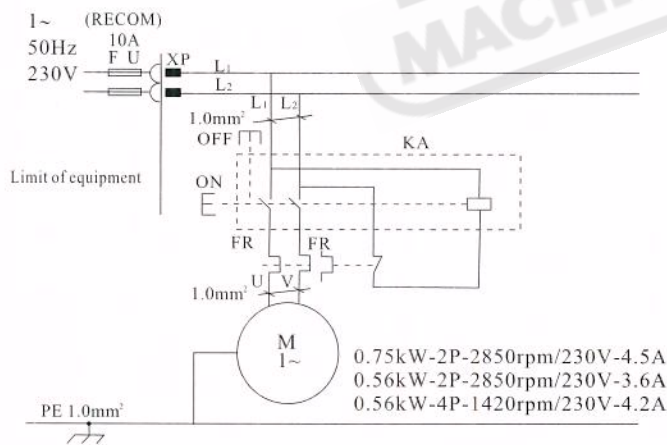 1~ (RECOM)
50Hz 10A
F U XP
230V L₁
L₂
L₁ L₂
1.0mm²
OFF
KA
Limit of equipment
ON
FR FR
U V
1.0mm²
M
1~
0.75kW-2P-2850rpm/230V-4.5A
0.56kW-2P-2850rpm/230V-3.6A
0.56kW-4P-1420rpm/230V-4.2A
PE 1.0mm²
MACHI